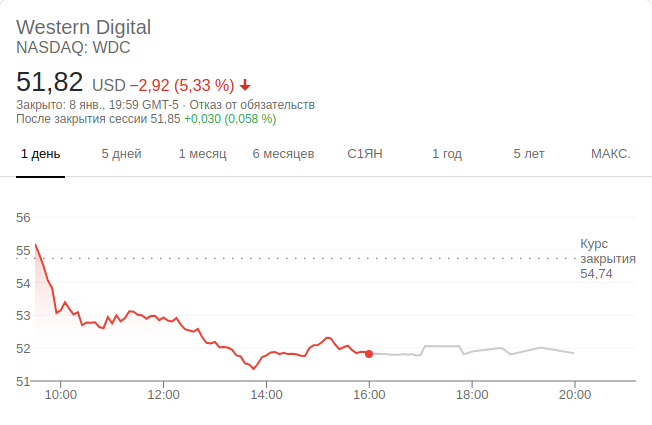 Western Digital
NASDAQ: WDC
51,82 USD −2,92 (5,33 %)
Закрыто: 8 янв., 19:59 GMT-5 · Отказ от обязательств
После закрытия сессии 51,85 +0,030 (0,058 %)
1 день 5 дней 1 месяц 6 месяцев С1ЯН 1 год 5 лет МАКС.
56
55
54
53
52
51
Курс
закрытия
54,74
10:00 12:00 14:00 16:00 18:00 20:00